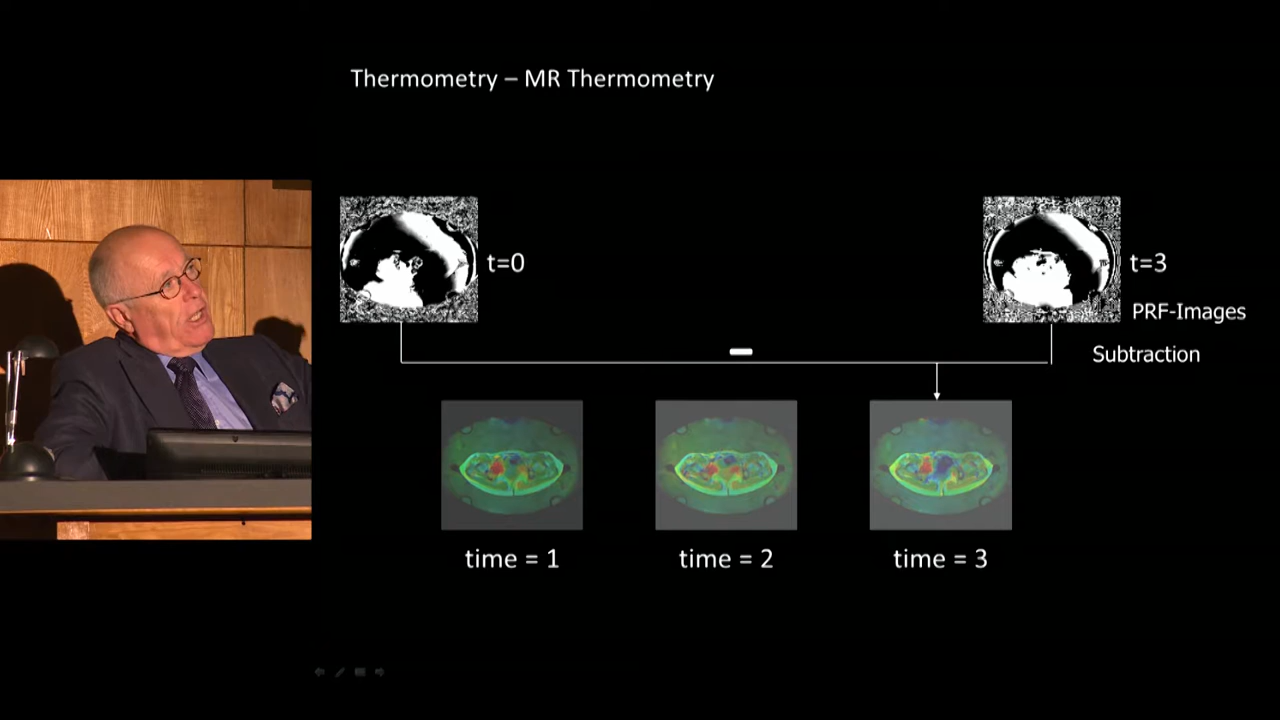 Thermometry – MR Thermometry
t=0
t=3
PRF-Images
Subtraction
time = 1
time = 2
time = 3